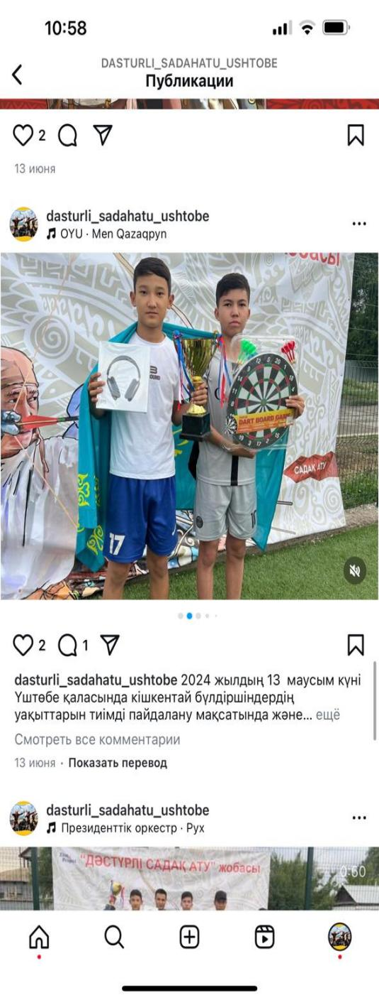 10:58
DASTURLI_SADAHATU_USHTOBE
Публикации
2
13 июня
dasturli_sadahatu_ushtobe
OYU · Men Qazaqpyn
17
DART BOARD GAME
САДАҚ АТУ
2 1
dasturli_sadahatu_ushtobe 2024 жылдың 13 маусым күні
Үштөбе қаласында кішкентай бүлдіршіндердің
уақыттарын тиімді пайдалану мақсатында және... ещё
Смотреть все комментарии
13 июня · Показать перевод
dasturli_sadahatu_ushtobe
Президенттік оркестр · Рух
"ДӘСТҮРЛІ САДАҚ АТУ" жобасы
0:60